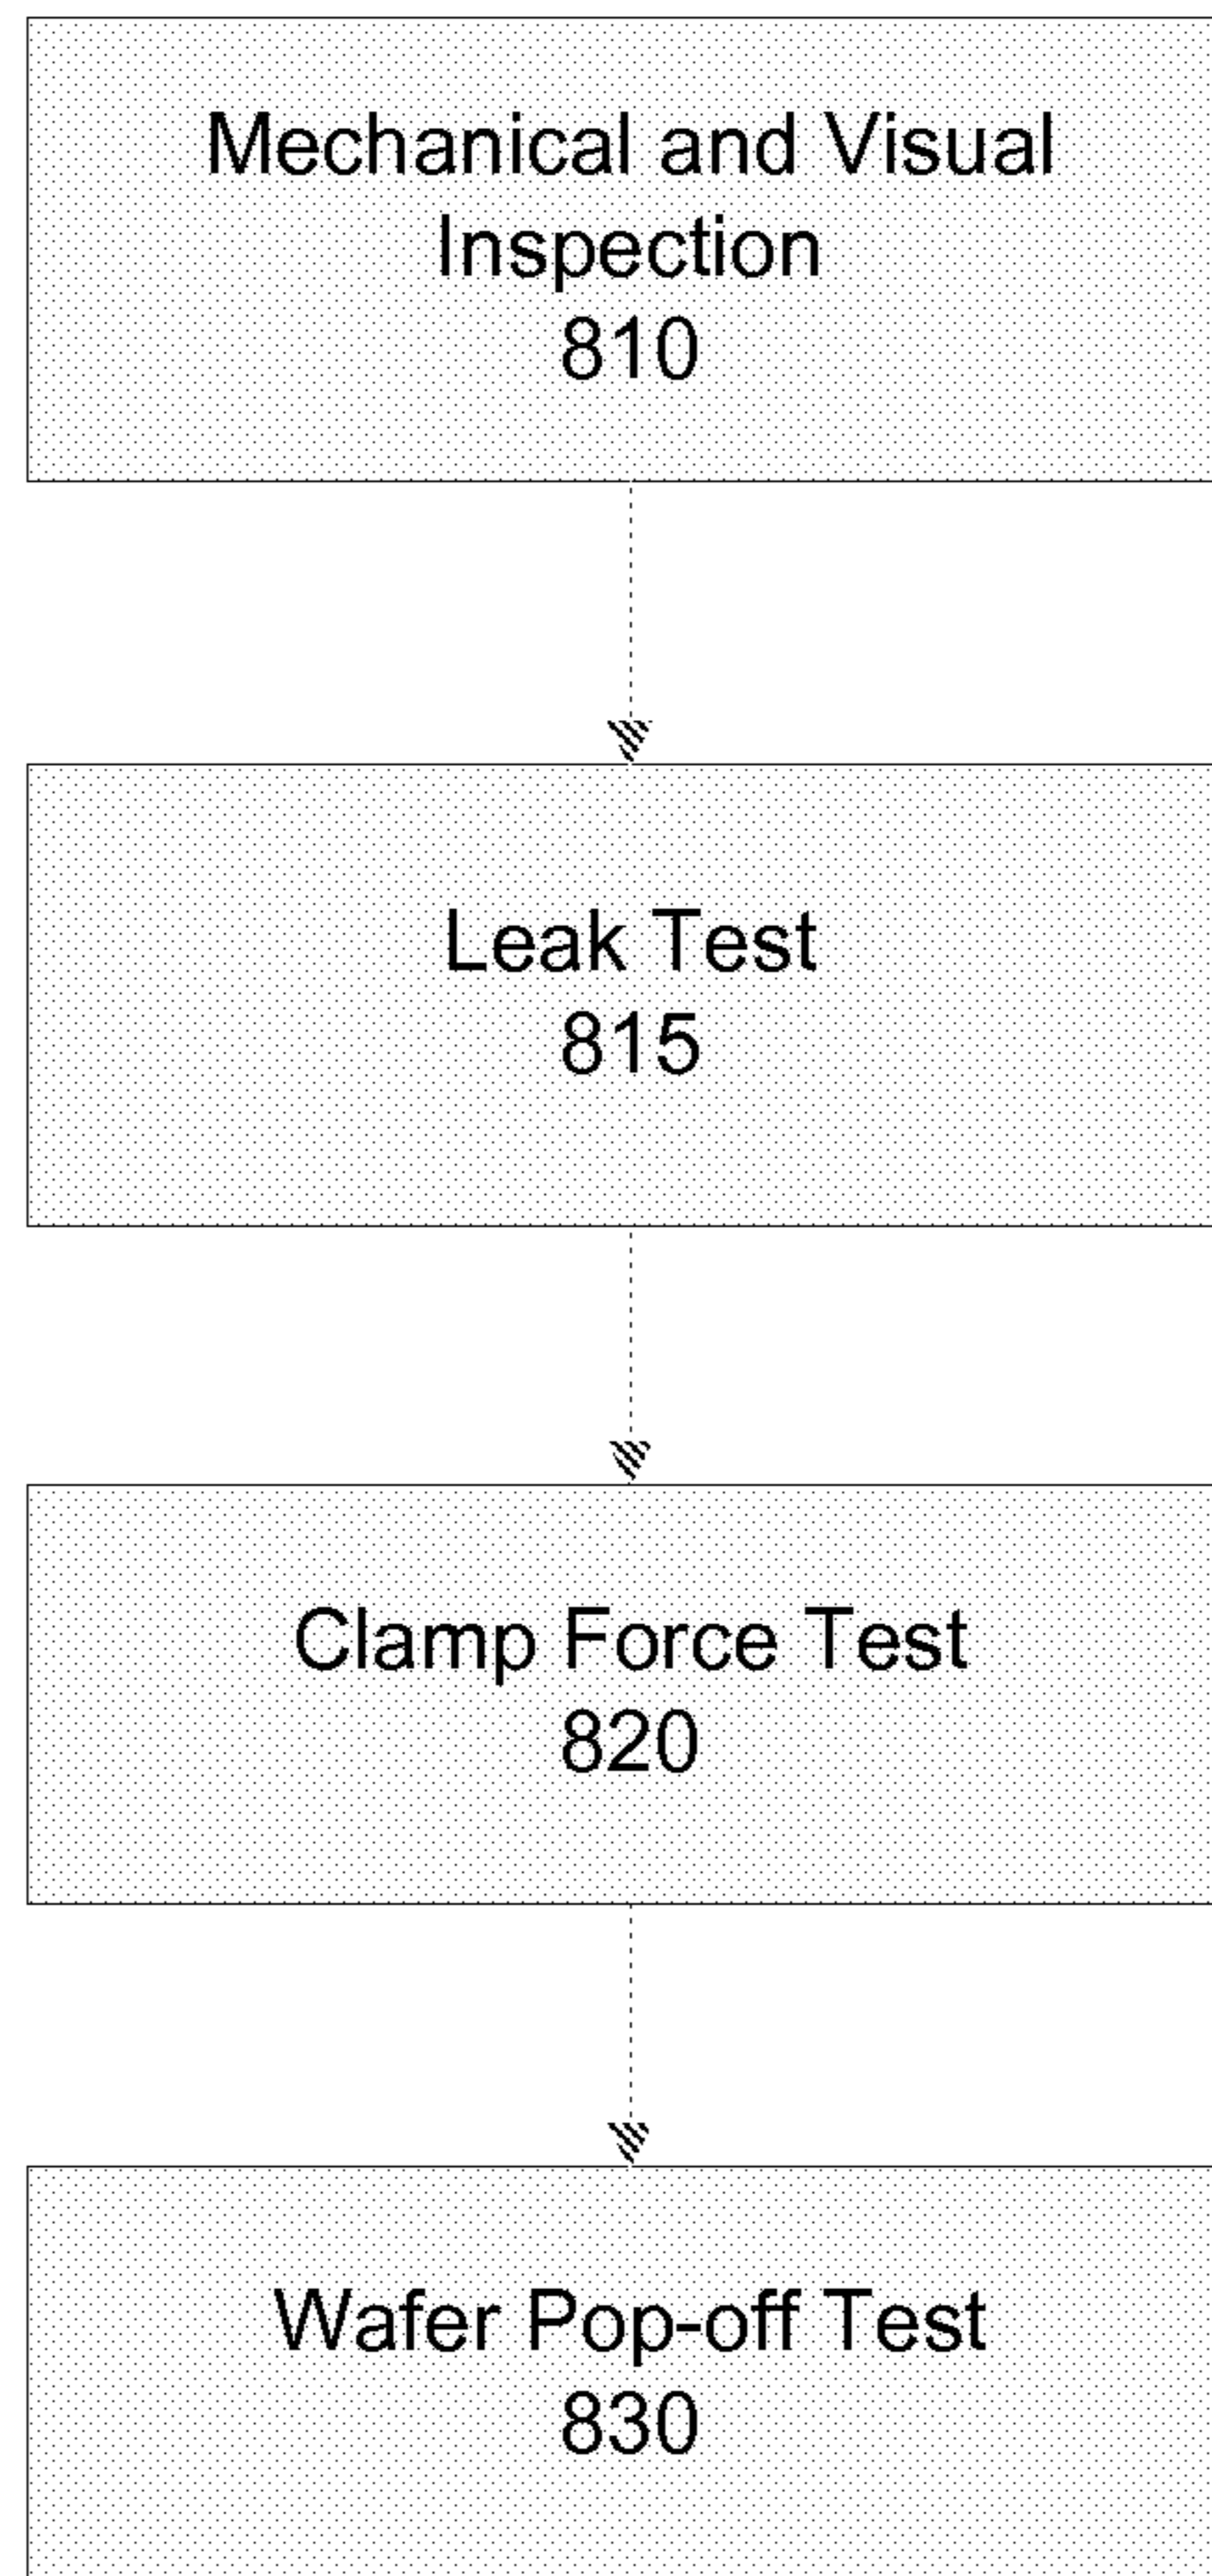 Mechanical and Visual
Inspection
810
Leak Test
815
Clamp Force Test
820
Wafer Pop-off Test
830